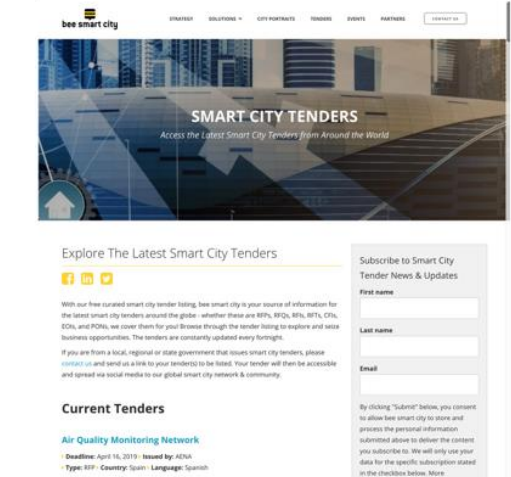 bee smart city
STRATEGY SOLUTIONS CITY PORTRAITS TENDERS EVENTS PARTNERS CONTACT US
SMART CITY TENDERS
Access the Latest Smart City Tenders from Around the World
Explore The Latest Smart City Tenders
With our free curated smart city tender listing, bee smart city is your source of information for
the latest smart city tenders around the globe - whether these are RFPs, RFQs, RFIs, RFTs, CFIs,
EOIs, and PONs, we cover them for you! Browse through the tender listing to explore and seize
business opportunities. The tenders are constantly updated every fortnight.
If you are from a local, regional or state government that issues smart city tenders, please
contact us and send us a link to your tender(s) to be listed. Your tender will then be accessible
and spread via social media to our global smart city network & community.
Current Tenders
Air Quality Monitoring Network
Deadline: April 16, 2019 Issued by: AENA
Type: RFP Country: Spain Language: Spanish
Subscribe to Smart City
Tender News & Updates
First name
Last name
Email
By clicking "Submit" below, you consent
to allow bee smart city to store and
process the personal information
submitted above to deliver the content
you subscribe to. We will only use your
data for the specific subscription stated
in the checkbox below. More